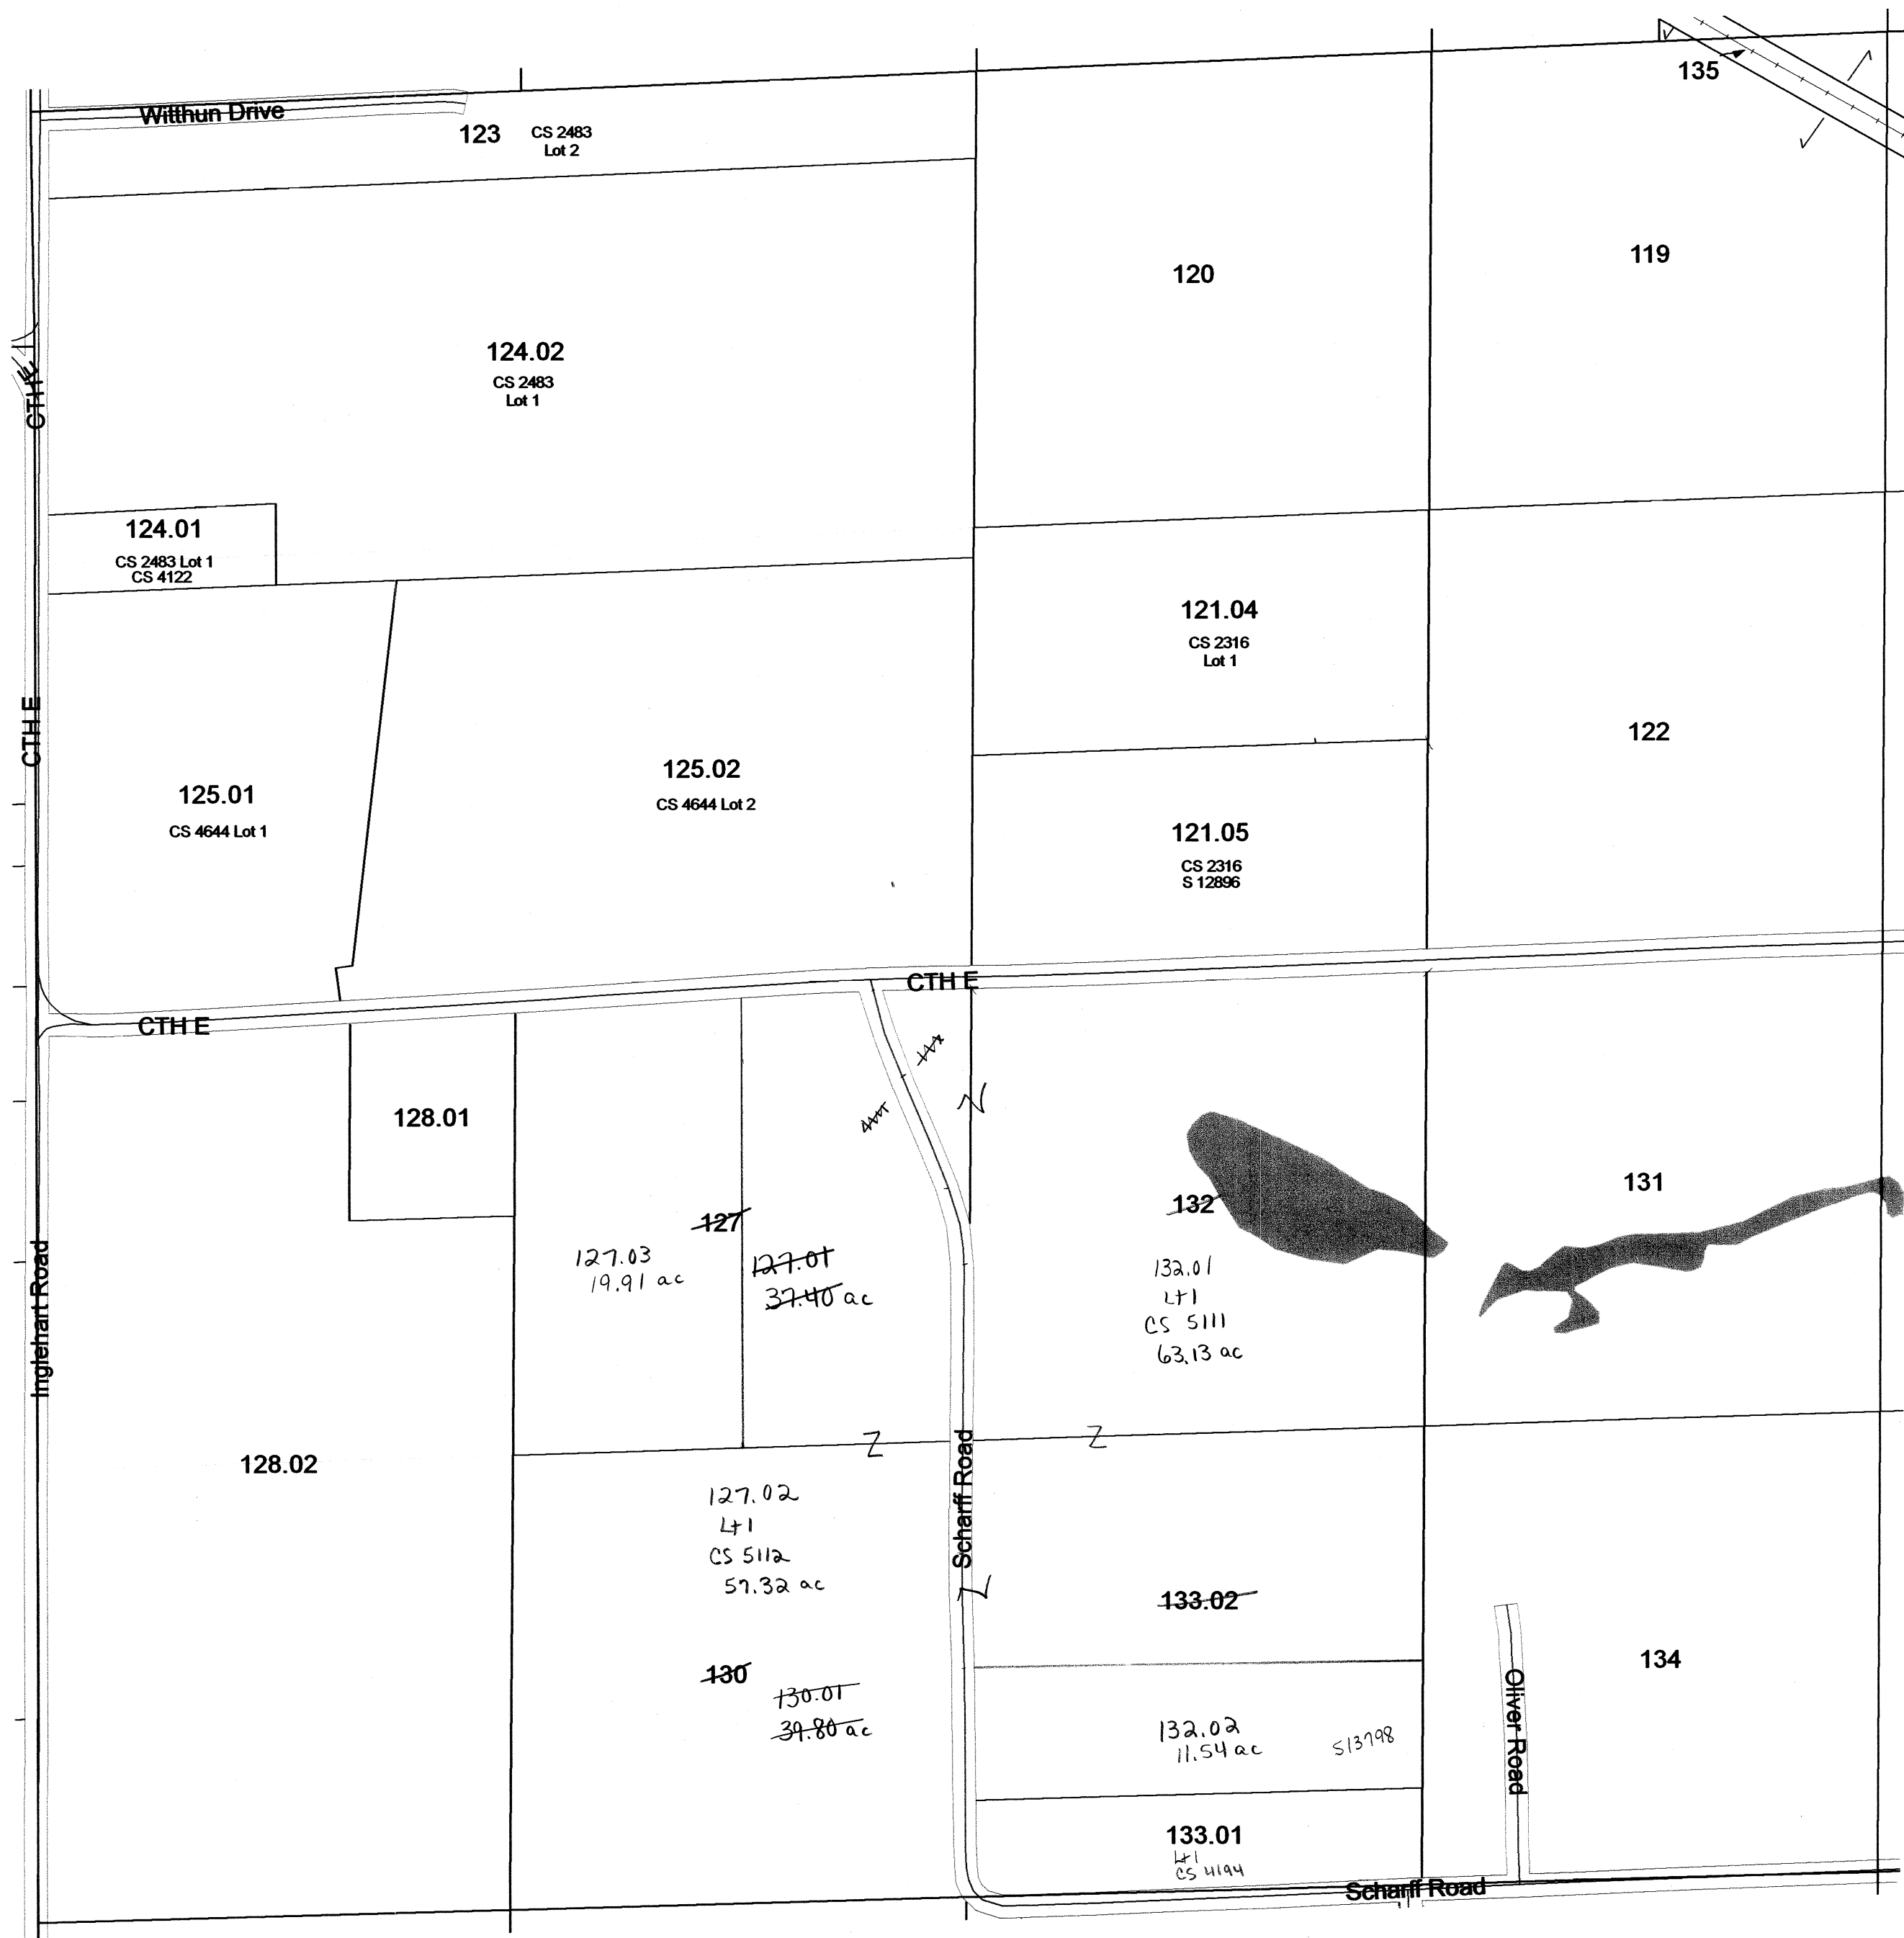 135
Witthun Drive
123
CS 2483
Lot 2
120
119
124.02
CS 2483
Lot 1
CTH E
124.01
CS 2483 Lot 1
CS 4122
121.04
CS 2316
Lot 1
CTH E
122
125.01
CS 4644 Lot 1
125.02
CS 4644 Lot 2
121.05
CS 2316
S 12896
CTH E
CTH E
128.01
131
132
127
127.03
19.91 ac
127.01
37.40 ac
132.01
Lt 1
CS 5111
63.13 ac
Inglehart Road
128.02
Scharff Road
127.02
Lt 1
CS 5112
57.32 ac
133.02
130
130.01
39.80 ac
134
Oliver Road
132.02
11.54 ac
S13798
133.01
Lt 1
CS 4194
Scharff Road